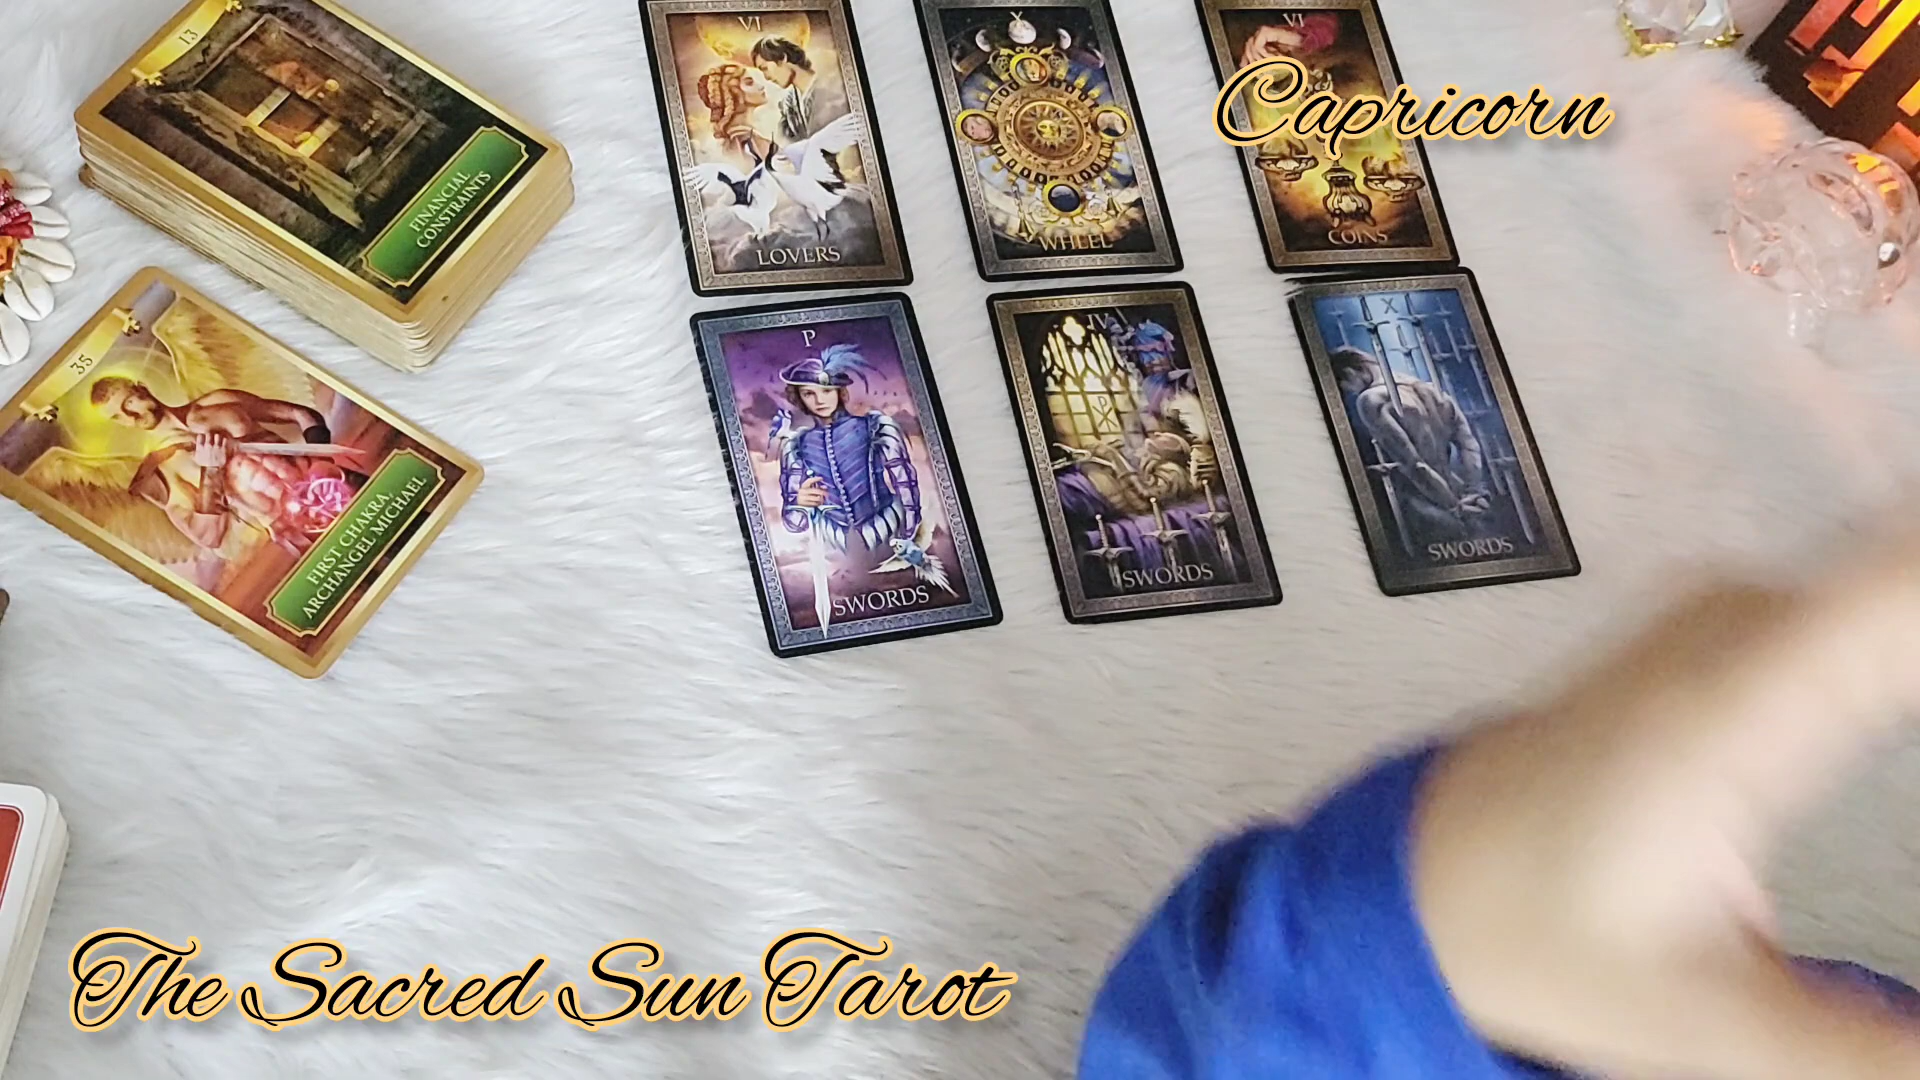 13
FINANCIAL
CONSTRAINTS
35
FIRST CHAKRA,
ARCHANGEL MICHAEL
VI
LOVERS
X
WHEEL
VI
COINS
Capricorn
P
SWORDS
IV
SWORDS
X
SWORDS
The Sacred Sun Tarot